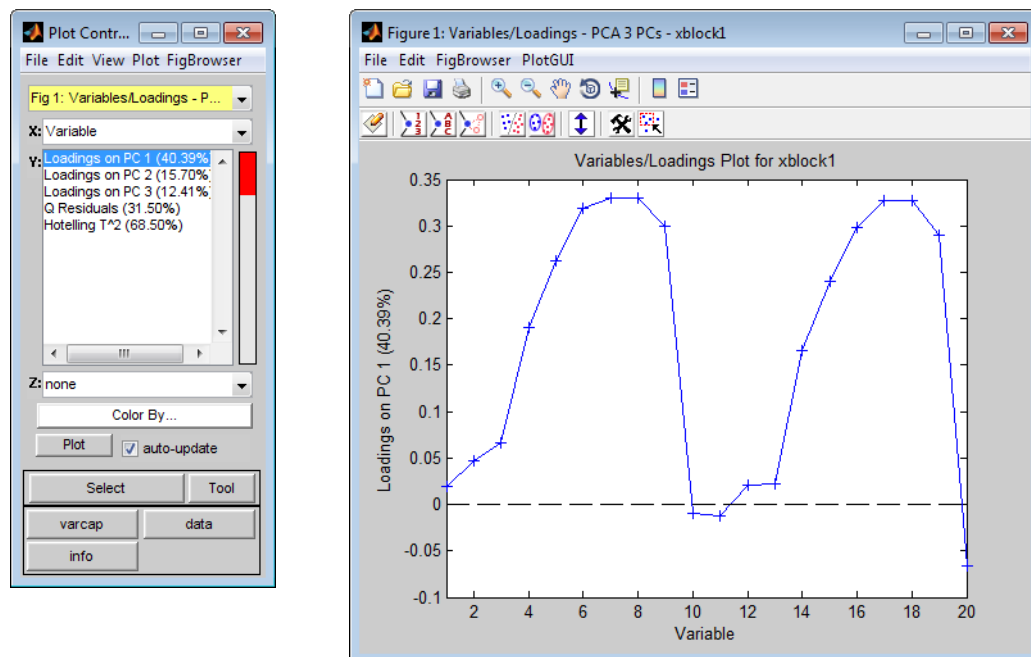 Plot Contr...
File Edit View Plot FigBrowser
Fig 1: Variables/Loadings - P...
X: Variable
Y:
Loadings on PC 1 (40.39%
Loadings on PC 2 (15.70%)
Loadings on PC 3 (12.41%)
Q Residuals (31.50%)
Hotelling T^2 (68.50%)
Z: none
Color By...
Plot auto-update
Select Tool
varcap data
info
Figure 1: Variables/Loadings - PCA 3 PCs - xblock1
File Edit FigBrowser PlotGUI
1 2 3
A B C
Variables/Loadings Plot for xblock1
Loadings on PC 1 (40.39%)
0.35
0.3
0.25
0.2
0.15
0.1
0.05
0
-0.05
-0.1
2 4 6 8 10 12 14 16 18 20
Variable